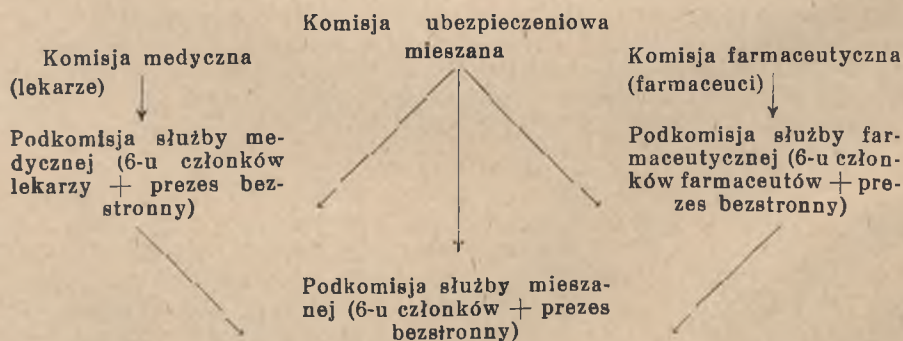 Komisja ubezpieczeniowa
mieszana
Komisja medyczna
(lekarze)
Podkomisja służby me-
dycznej (6-u członków
lekarzy + prezes bez-
stronny)
Komisja farmaceutyczna
(farmaceuci)
Podkomisja służby far-
maceutycznej (6-u człon-
ków farmaceutów + pre-
zes bezstronny)
Podkomisja służby miesza-
nej (6-u członków + prezes
bezstronny)